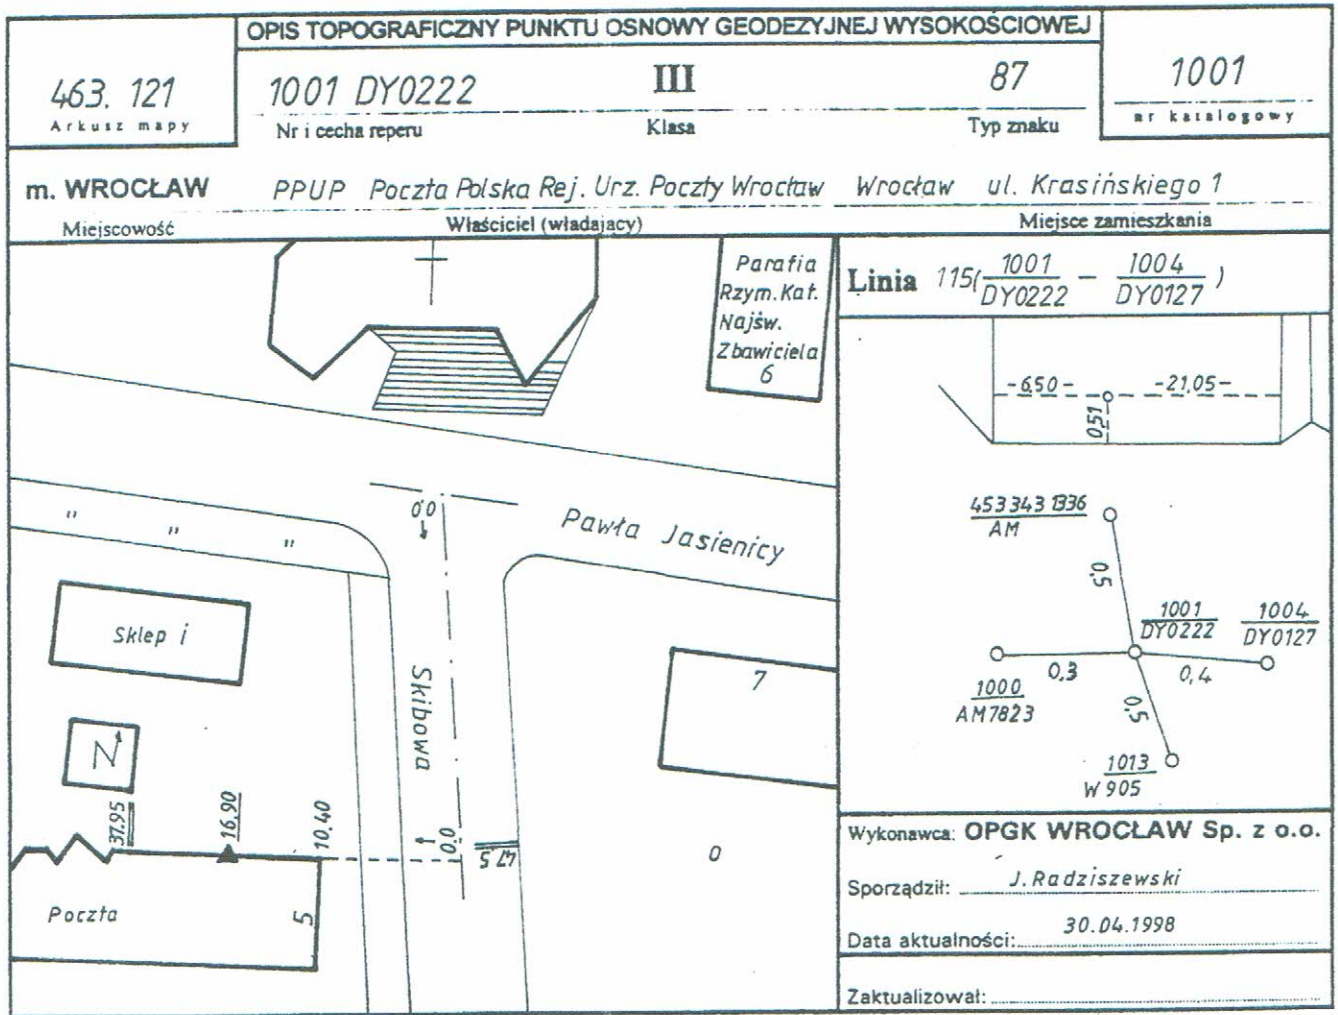 OPIS TOPOGRAFICZNY PUNKTU OSNOWY GEODEZYJNEJ WYSOKOŚCIOWEJ
463. 121
Arkusz mapy
1001 DY0222
Nr i cecha reperu
III
Klasa
87
Typ znaku
1001
nr katalogowy
m. WROCŁAW
Miejscowość
PPUP Poczta Polska Rej. Urz. Poczty Wrocław
Właściciel (władający)
Wrocław ul. Krasińskiego 1
Miejsce zamieszkania
Parafia
Rzym. Kat.
Najśw.
Zbawiciela
6
0.0
Pawła Jasienicy
" " "
Sklep i
Skibowa
7
N
37.95
16,90
10,40
0.0
47.5
0
Poczta
5
Linia 115(1001/DY0222 – 1004/DY0127)
-6,50-
-21,05-
0,51
453 343 1336
AM
0,5
1001
DY0222
1004
DY0127
0,3
0,4
1000
AM7823
0,5
1013
W 905
Wykonawca: OPGK WROCŁAW Sp. z o.o.
Sporządził: J. Radziszewski
Data aktualności: 30.04.1998
Zaktualizował: